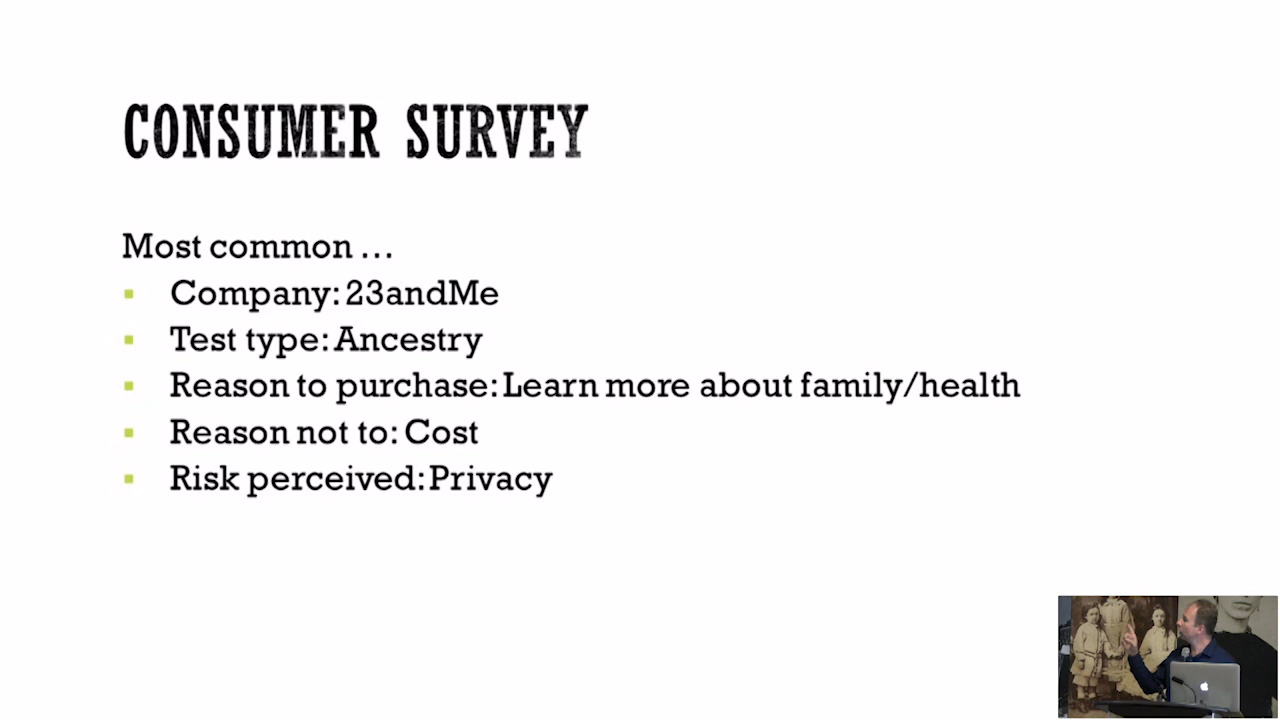 CONSUMER SURVEY
Most common …
▪ Company: 23andMe
▪ Test type: Ancestry
▪ Reason to purchase: Learn more about family/health
▪ Reason not to: Cost
▪ Risk perceived: Privacy